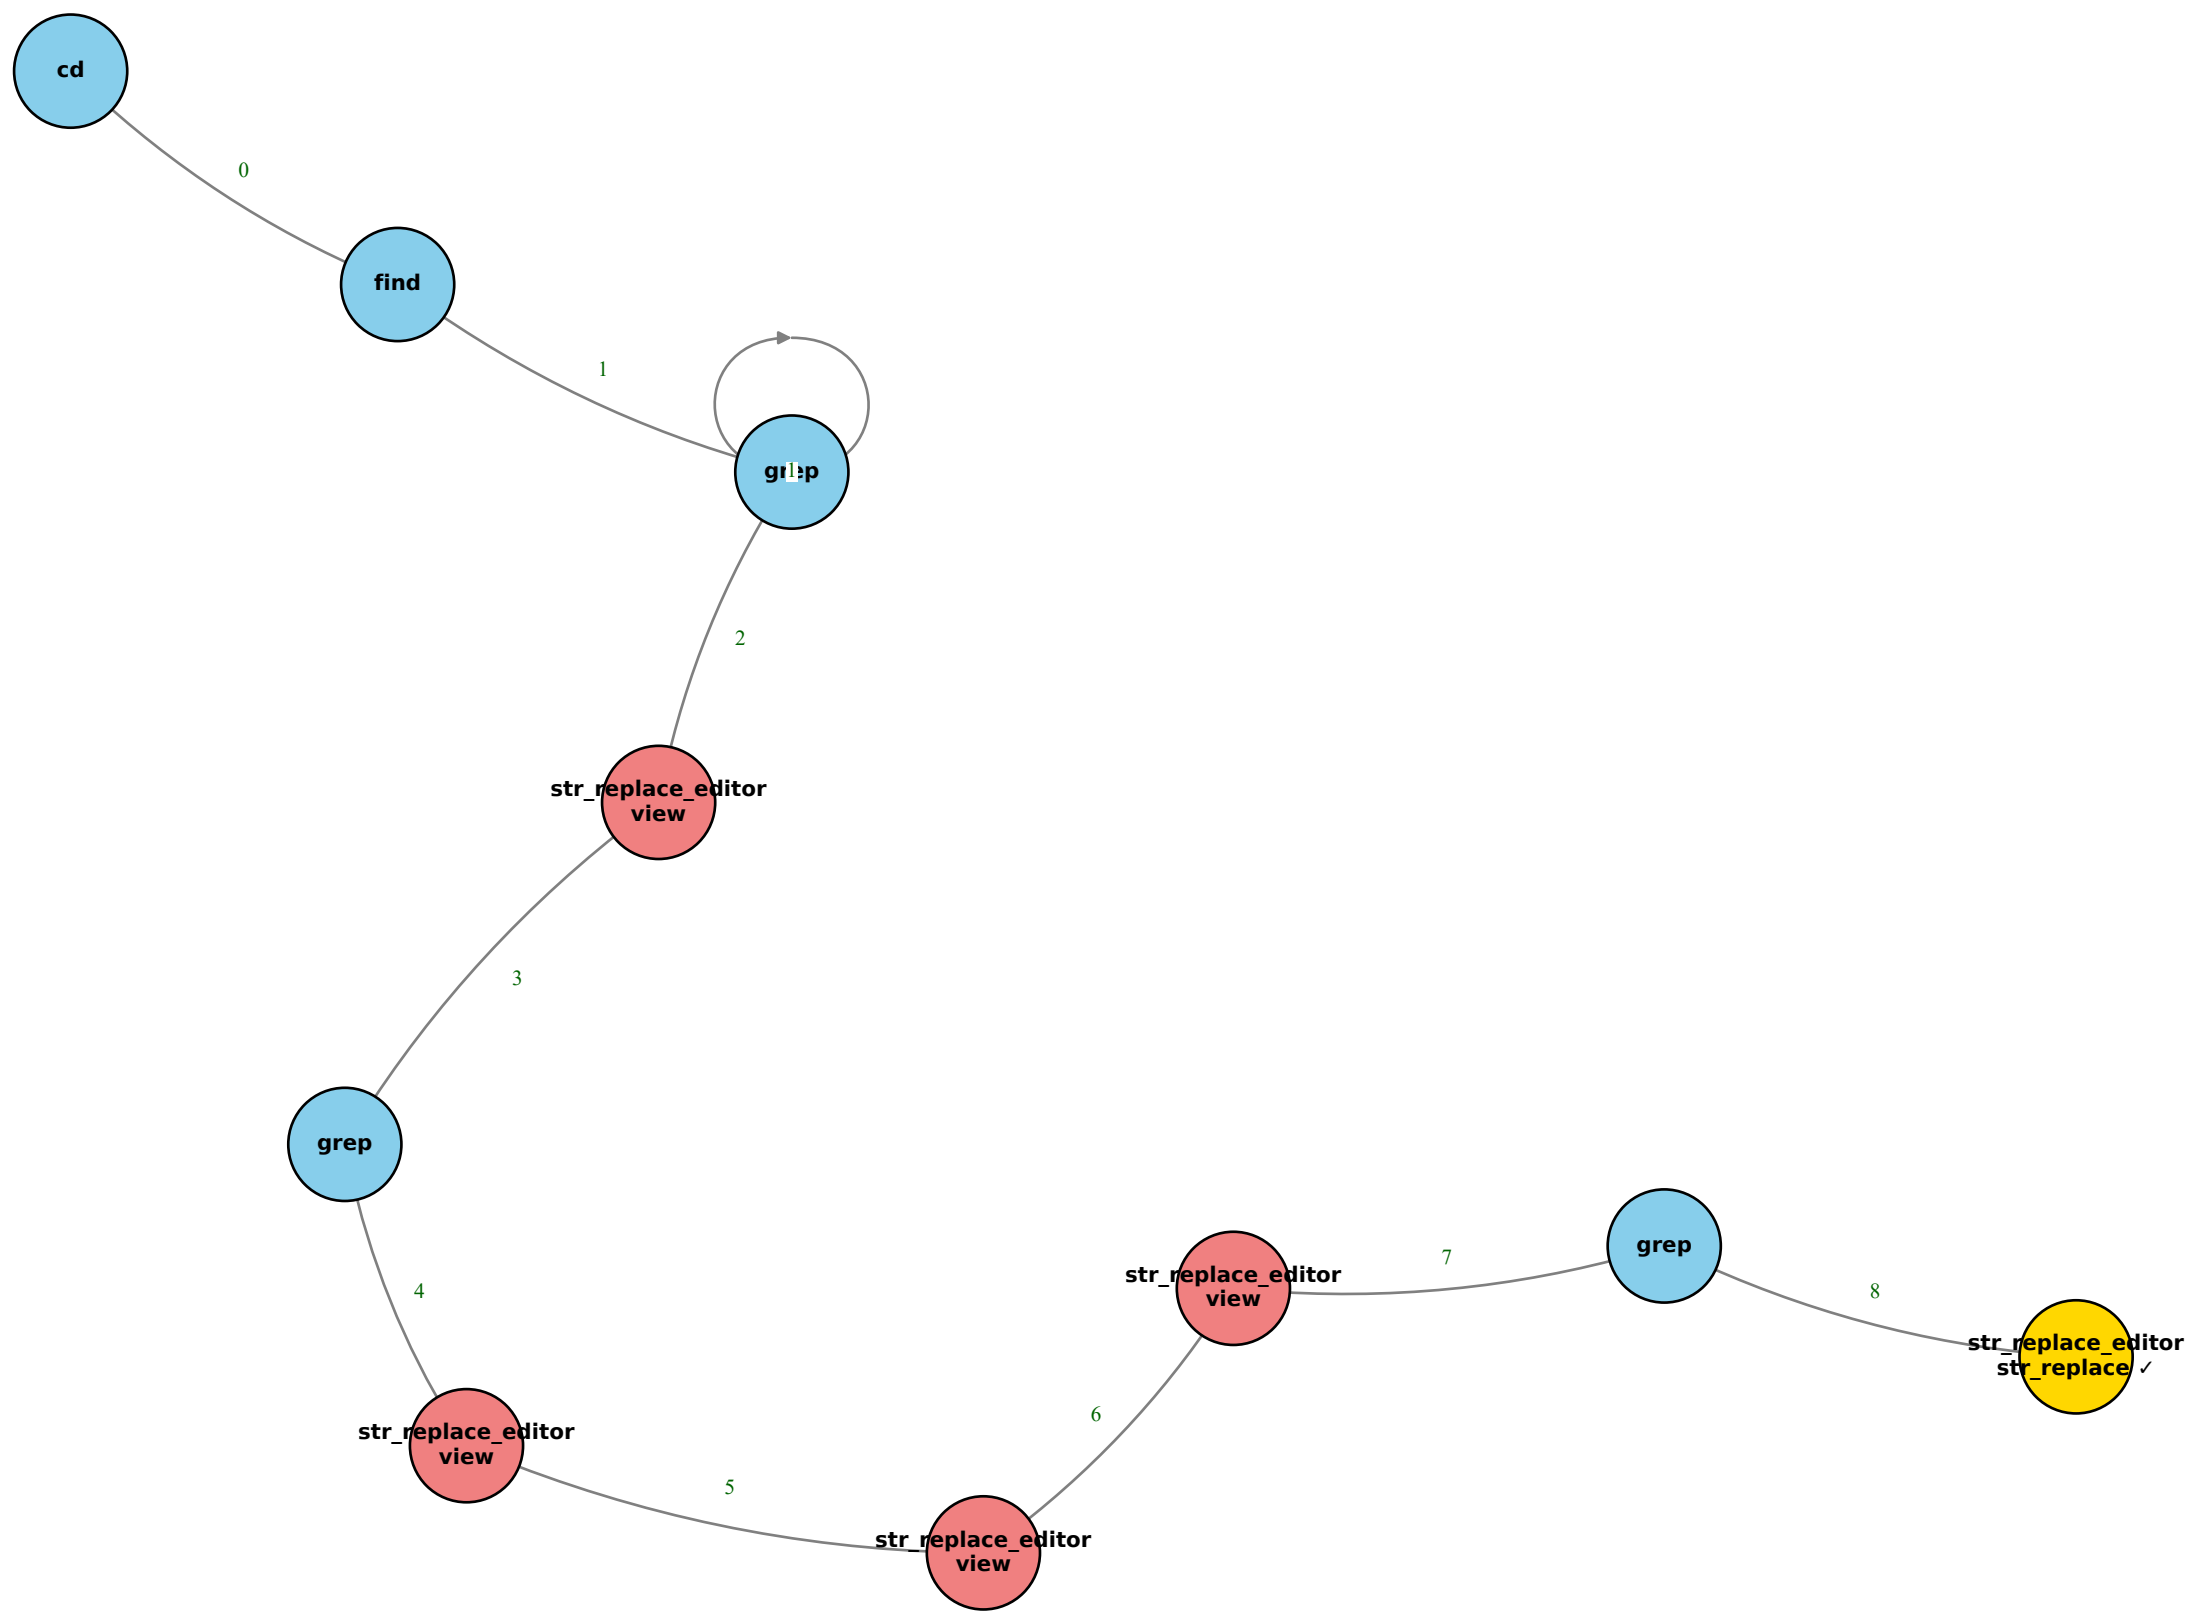 cd
0
find
1
grep
1
2
str_replace_editor
view
3
grep
4
str_replace_editor
view
5
str_replace_editor
view
6
str_replace_editor
view
7
grep
8
str_replace_editor
str_replace ✓